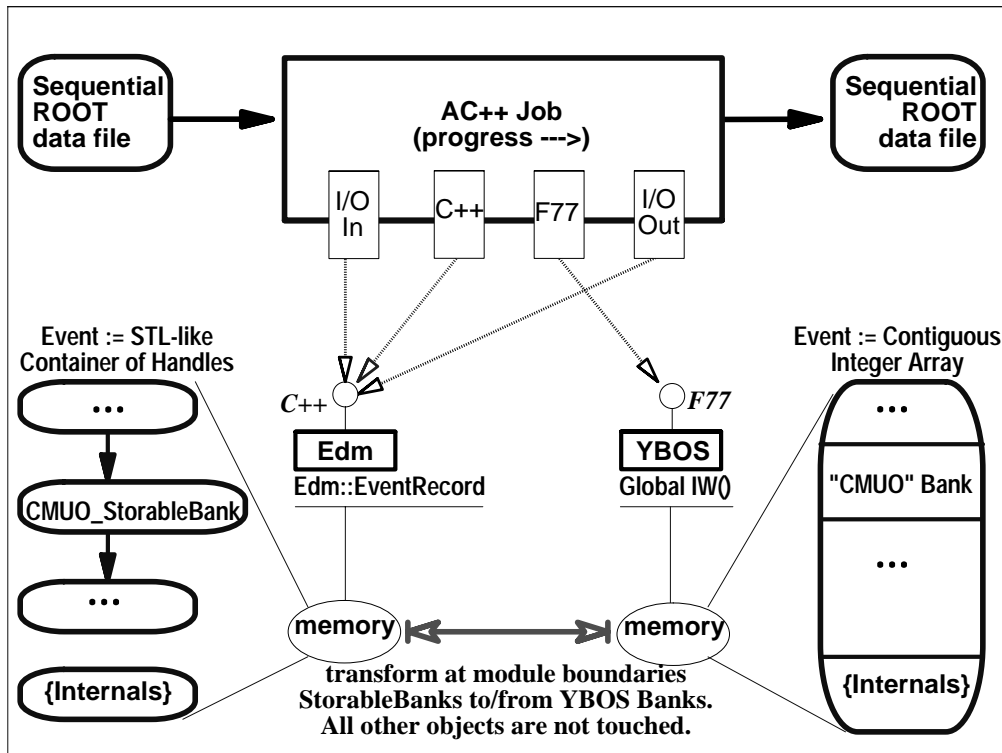 Sequential
ROOT
data file
AC++ Job
(progress --->)
Sequential
ROOT
data file
I/O
In
C++
F77
I/O
Out
Event := STL-like
Container of Handles
...
CMUO_StorableBank
...
{Internals}
C++
Edm
Edm::EventRecord
F77
YBOS
Global IW()
Event := Contiguous
Integer Array
...
"CMUO" Bank
...
{Internals}
memory
memory
transform at module boundaries
StorableBanks to/from YBOS Banks.
All other objects are not touched.